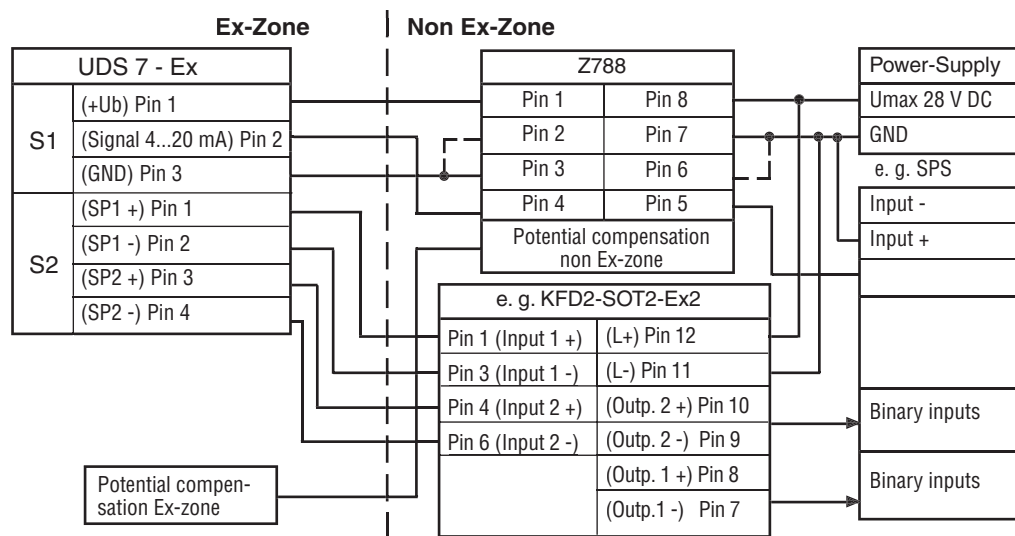 Ex-Zone
Non Ex-Zone
UDS 7 - Ex
S1
(+Ub) Pin 1
(Signal 4...20 mA) Pin 2
(GND) Pin 3
S2
(SP1 +) Pin 1
(SP1 -) Pin 2
(SP2 +) Pin 3
(SP2 -) Pin 4
Potential compen-
sation Ex-zone
Z788
Pin 1 Pin 8
Pin 2 Pin 7
Pin 3 Pin 6
Pin 4 Pin 5
Potential compensation
non Ex-zone
e. g. KFD2-SOT2-Ex2
Pin 1 (Input 1 +) (L+) Pin 12
Pin 3 (Input 1 -) (L-) Pin 11
Pin 4 (Input 2 +) (Outp. 2 +) Pin 10
Pin 6 (Input 2 -) (Outp. 2 -) Pin 9
(Outp. 1 +) Pin 8
(Outp.1 -) Pin 7
Power-Supply
Umax 28 V DC
GND
e. g. SPS
Input -
Input +
Binary inputs
Binary inputs